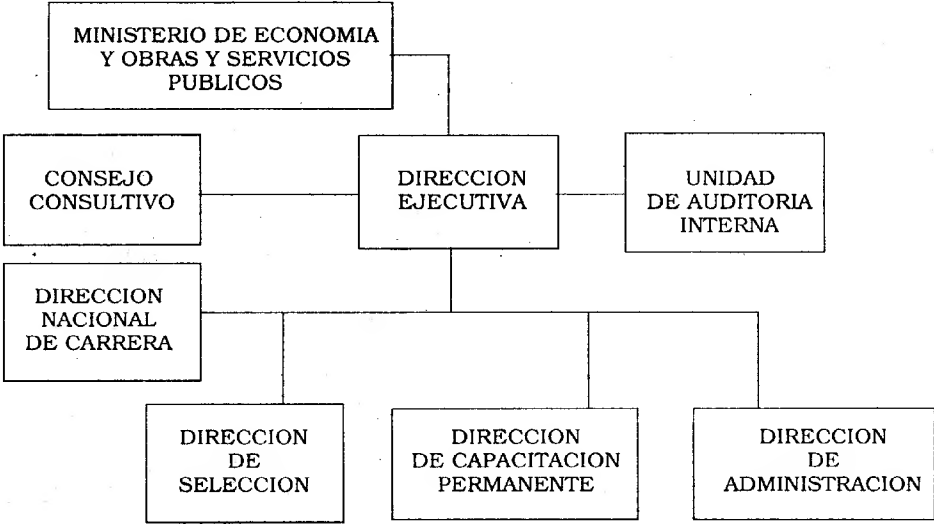 MINISTERIO DE ECONOMIA
Y OBRAS Y SERVICIOS
PUBLICOS
CONSEJO
CONSULTIVO
DIRECCION
EJECUTIVA
UNIDAD
DE AUDITORIA
INTERNA
DIRECCION
NACIONAL
DE CARRERA
DIRECCION
DE
SELECCION
DIRECCION
DE CAPACITACION
PERMANENTE
DIRECCION
DE
ADMINISTRACION